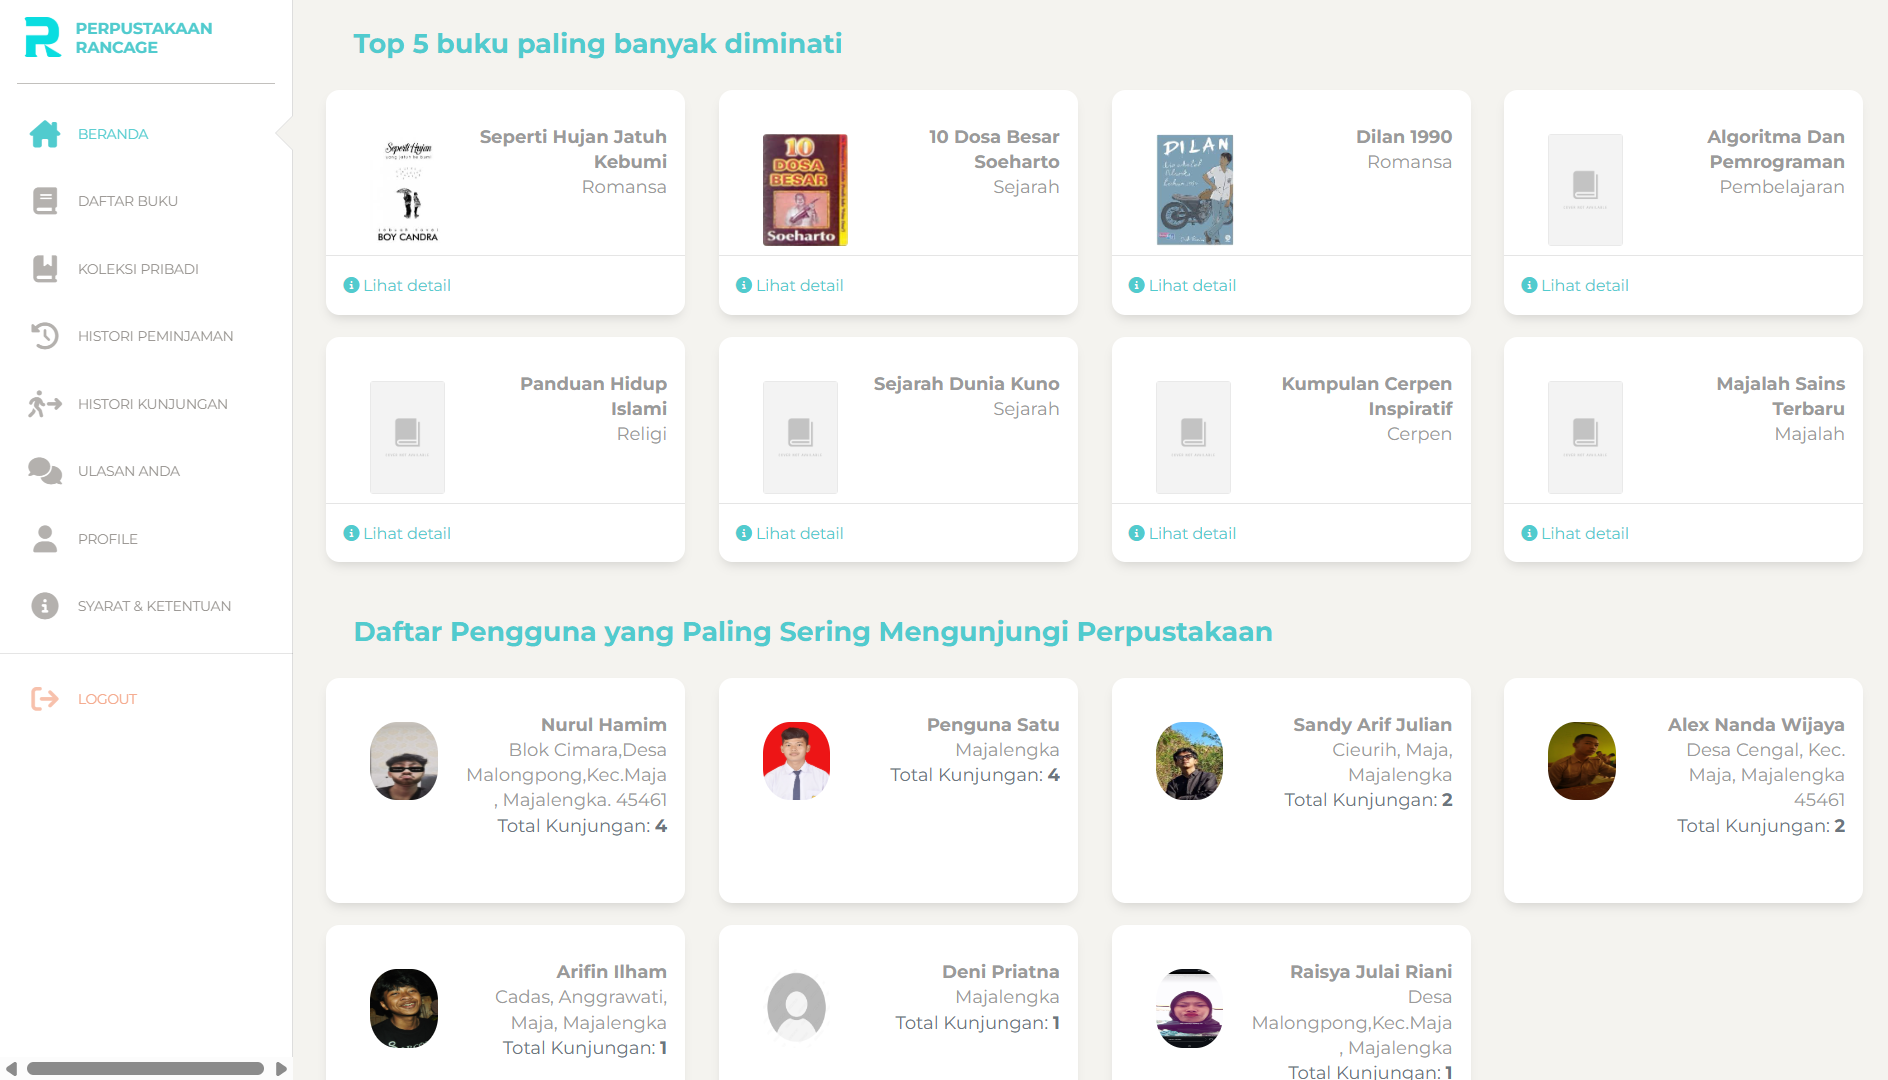 PERPUSTAKAAN
RANCAGE
BERANDA
DAFTAR BUKU
KOLEKSI PRIBADI
HISTORI PEMINJAMAN
HISTORI KUNJUNGAN
ULASAN ANDA
PROFILE
SYARAT & KETENTUAN
LOGOUT
Top 5 buku paling banyak diminati
Seperti Hujan
yang jatuh ke bumi
BOY CANDRA
Seperti Hujan Jatuh
Kebumi
Romansa
Lihat detail
10
DOSA
BESAR
Soeharto
10 Dosa Besar
Soeharto
Sejarah
Lihat detail
DILAN
Dilan 1990
Romansa
Lihat detail
Algoritma Dan
Pemrograman
Pembelajaran
Lihat detail
Panduan Hidup
Islami
Religi
Lihat detail
Sejarah Dunia Kuno
Sejarah
Lihat detail
Kumpulan Cerpen
Inspiratif
Cerpen
Lihat detail
Majalah Sains
Terbaru
Majalah
Lihat detail
Daftar Pengguna yang Paling Sering Mengunjungi Perpustakaan
Nurul Hamim
Blok Cimara,Desa
Malongpong,Kec.Maja
, Majalengka. 45461
Total Kunjungan: 4
Penguna Satu
Majalengka
Total Kunjungan: 4
Sandy Arif Julian
Cieurih, Maja,
Majalengka
Total Kunjungan: 2
Alex Nanda Wijaya
Desa Cengal, Kec.
Maja, Majalengka
45461
Total Kunjungan: 2
Arifin Ilham
Cadas, Anggrawati,
Maja, Majalengka
Total Kunjungan: 1
Deni Priatna
Majalengka
Total Kunjungan: 1
Raisya Julai Riani
Desa
Malongpong,Kec.Maja
, Majalengka
Total Kunjungan: 1